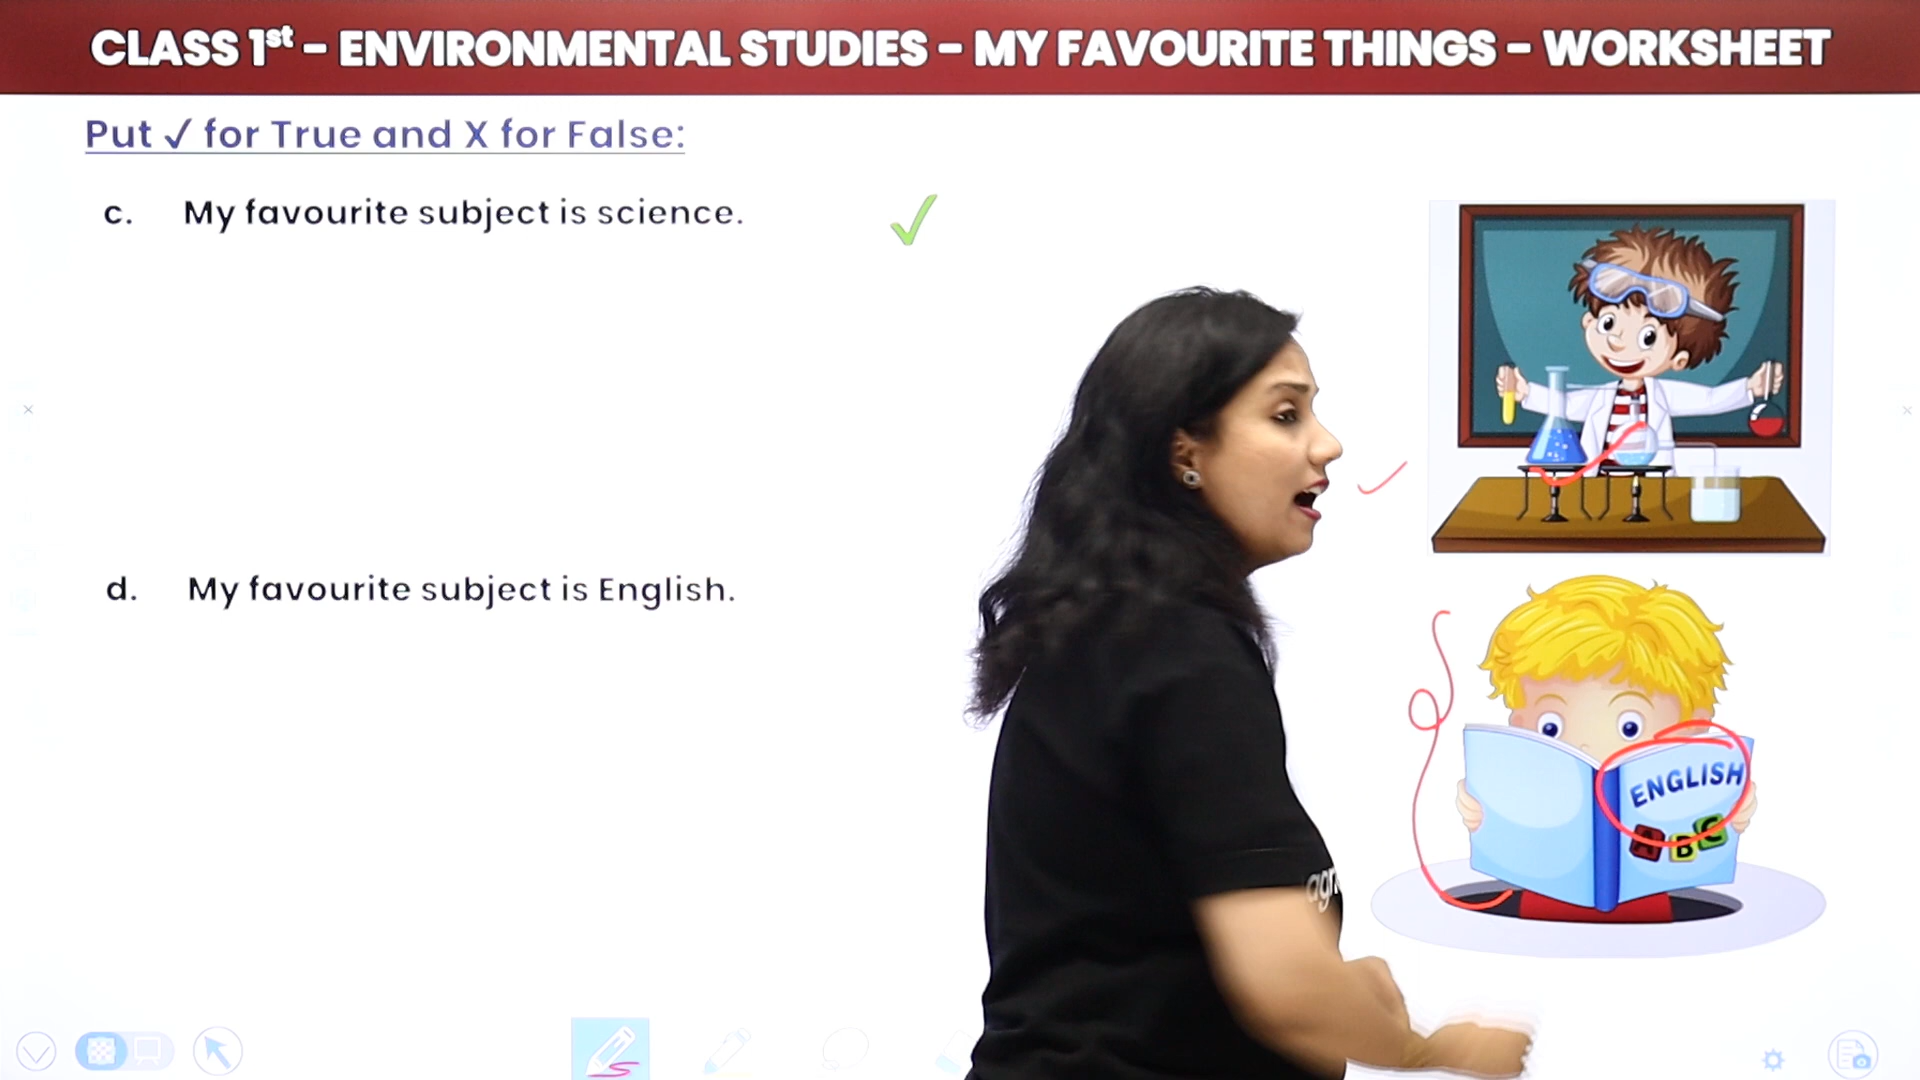 CLASS 1st – ENVIRONMENTAL STUDIES – MY FAVOURITE THINGS – WORKSHEET
Put ✓ for True and X for False:
c. My favourite subject is science. ✓
d. My favourite subject is English.
ENGLISH
A B C